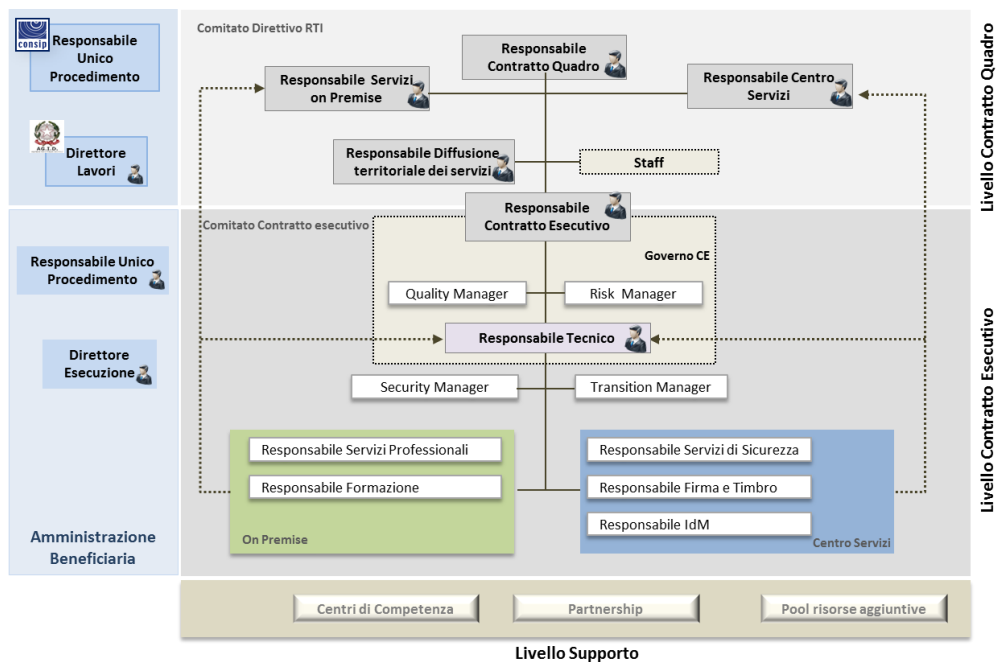 consip
Responsabile
Unico
Procedimento
AG.I.D.
Direttore
Lavori
Comitato Direttivo RTI
Responsabile
Contratto Quadro
Responsabile Servizi
on Premise
Responsabile Centro
Servizi
Responsabile Diffusione
territoriale dei servizi
Staff
Livello Contratto Quadro
Responsabile
Contratto Esecutivo
Comitato Contratto esecutivo
Governo CE
Responsabile Unico
Procedimento
Quality Manager
Risk Manager
Responsabile Tecnico
Direttore
Esecuzione
Security Manager
Transition Manager
Livello Contratto Esecutivo
Responsabile Servizi Professionali
Responsabile Formazione
On Premise
Responsabile Servizi di Sicurezza
Responsabile Firma e Timbro
Responsabile IdM
Centro Servizi
Amministrazione
Beneficiaria
Centri di Competenza
Partnership
Pool risorse aggiuntive
Livello Supporto